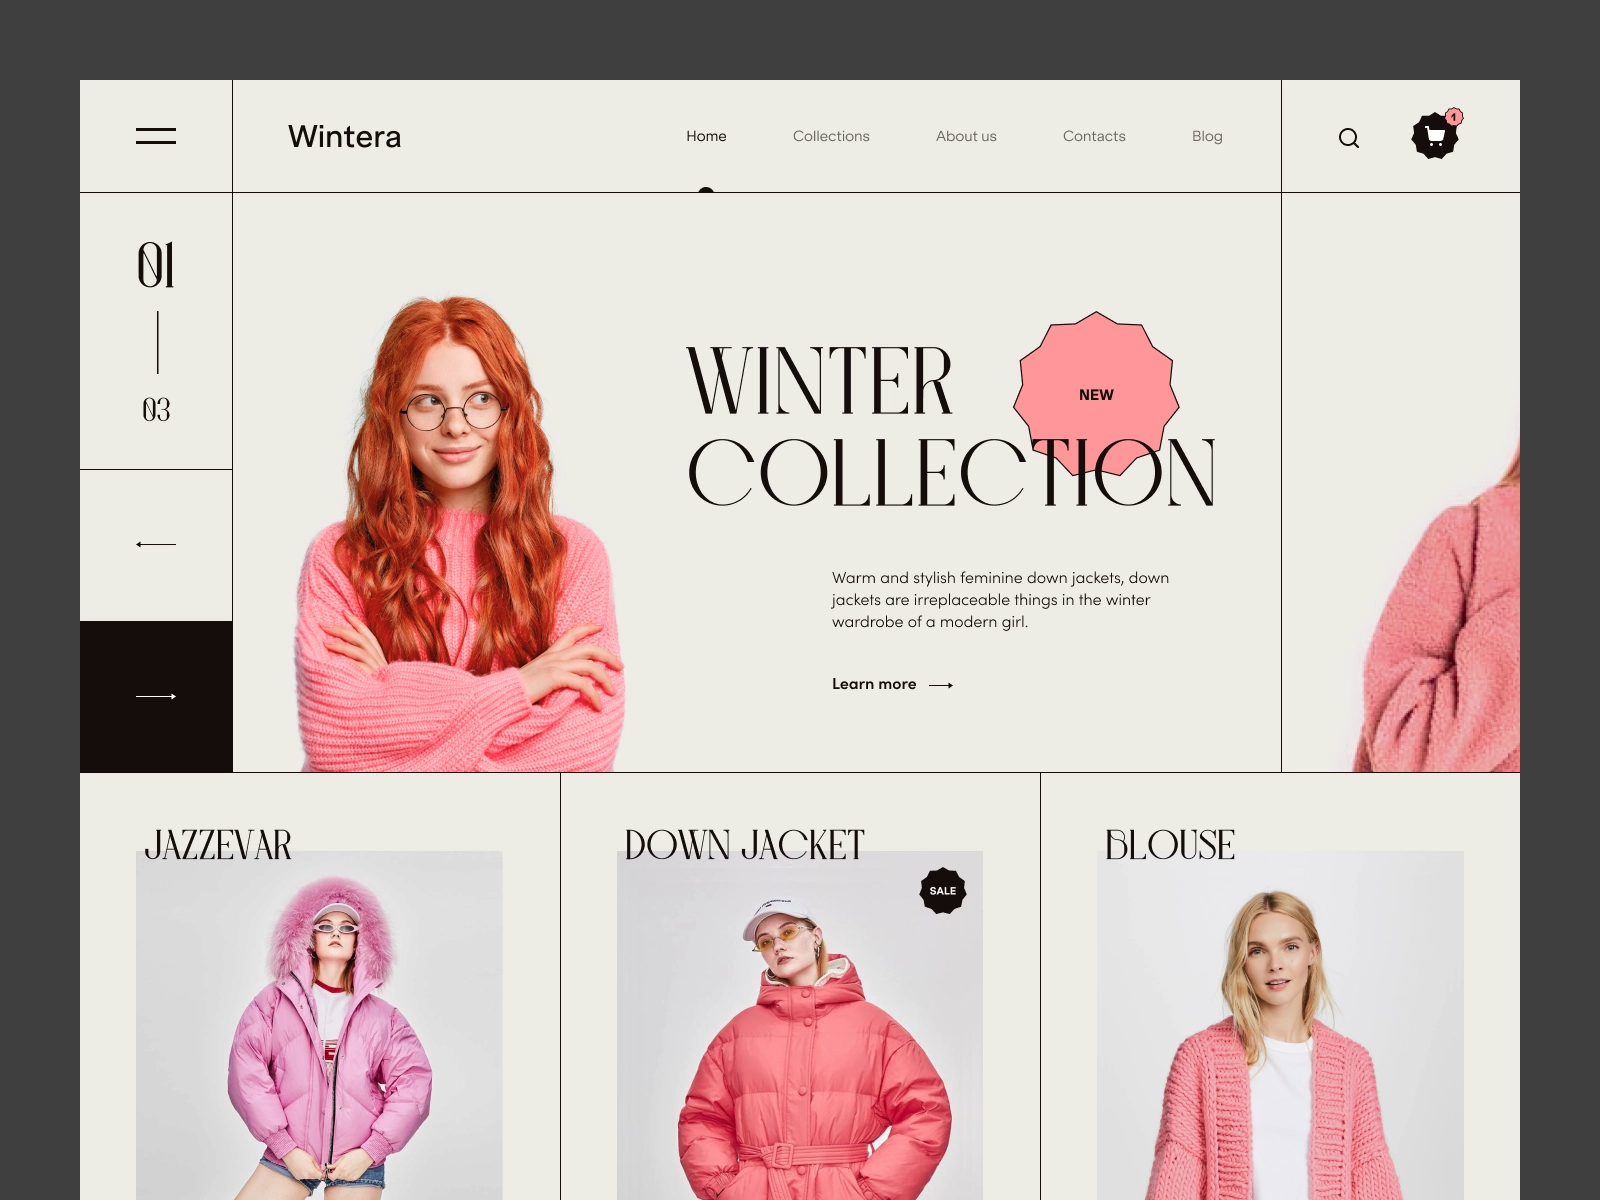 Wintera
Home
Collections
About us
Contacts
Blog
1
01
03
WINTER
COLLECTION
NEW
Warm and stylish feminine down jackets, down
jackets are irreplaceable things in the winter
wardrobe of a modern girl.
Learn more
JAZZEVAR
DOWN JACKET
SALE
BLOUSE